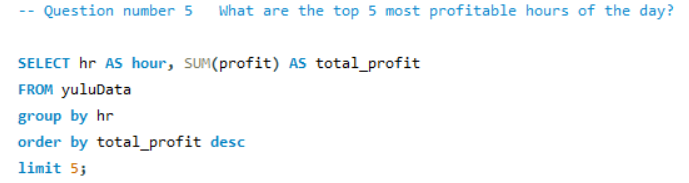 -- Question number 5   What are the top 5 most profitable hours of the day?
SELECT hr AS hour, SUM(profit) AS total_profit
FROM yuluData
group by hr
order by total_profit desc
limit 5;